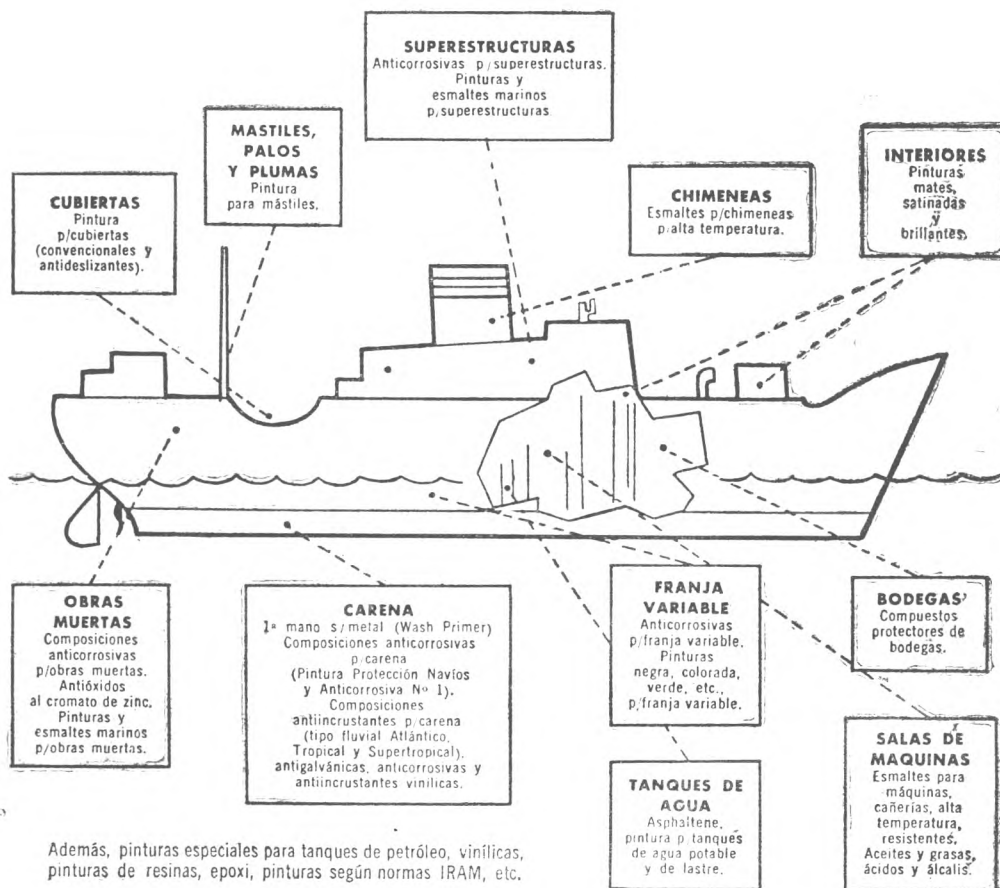 SUPERESTRUCTURAS
Anticorrosivas p/superestructuras.
Pinturas y
esmaltes marinos
p/superestructuras
MASTILES,
PALOS
Y PLUMAS
Pintura
para mástiles.
CUBIERTAS
Pintura
p/cubiertas
(convencionales y
antideslizantes).
CHIMENEAS
Esmaltes p/chimeneas
p/alta temperatura.
INTERIORES
Pinturas
mates,
satinadas
y
brillantes.
OBRAS
MUERTAS
Composiciones
anticorrosivas
p/obras muertas.
Antióxidos
al cromato de zinc.
Pinturas y
esmaltes marinos
p/obras muertas.
CARENA
1ª mano s/metal (Wash Primer)
Composiciones anticorrosivas
p/carena
(Pintura Protección Navíos
y Anticorrosiva Nº 1).
Composiciones
antiincrustantes p/carena
(tipo fluvial Atlántico,
Tropical y Supertropical),
antigalvánicas, anticorrosivas y
antiincrustantes vinílicas.
FRANJA
VARIABLE
Anticorrosivas
p/franja variable.
Pinturas
negra, colorada,
verde, etc.,
p/franja variable.
BODEGAS
Compuestos
protectores de
bodegas.
TANQUES DE
AGUA
Asphaltene,
pintura p/tanques
de agua potable
y de lastre.
SALAS DE
MAQUINAS
Esmaltes para
máquinas,
cañerías, alta
temperatura,
resistentes.
Aceites y grasas,
ácidos y álcalis.
Además, pinturas especiales para tanques de petróleo, vinílicas,
pinturas de resinas, epoxi, pinturas según normas IRAM, etc.